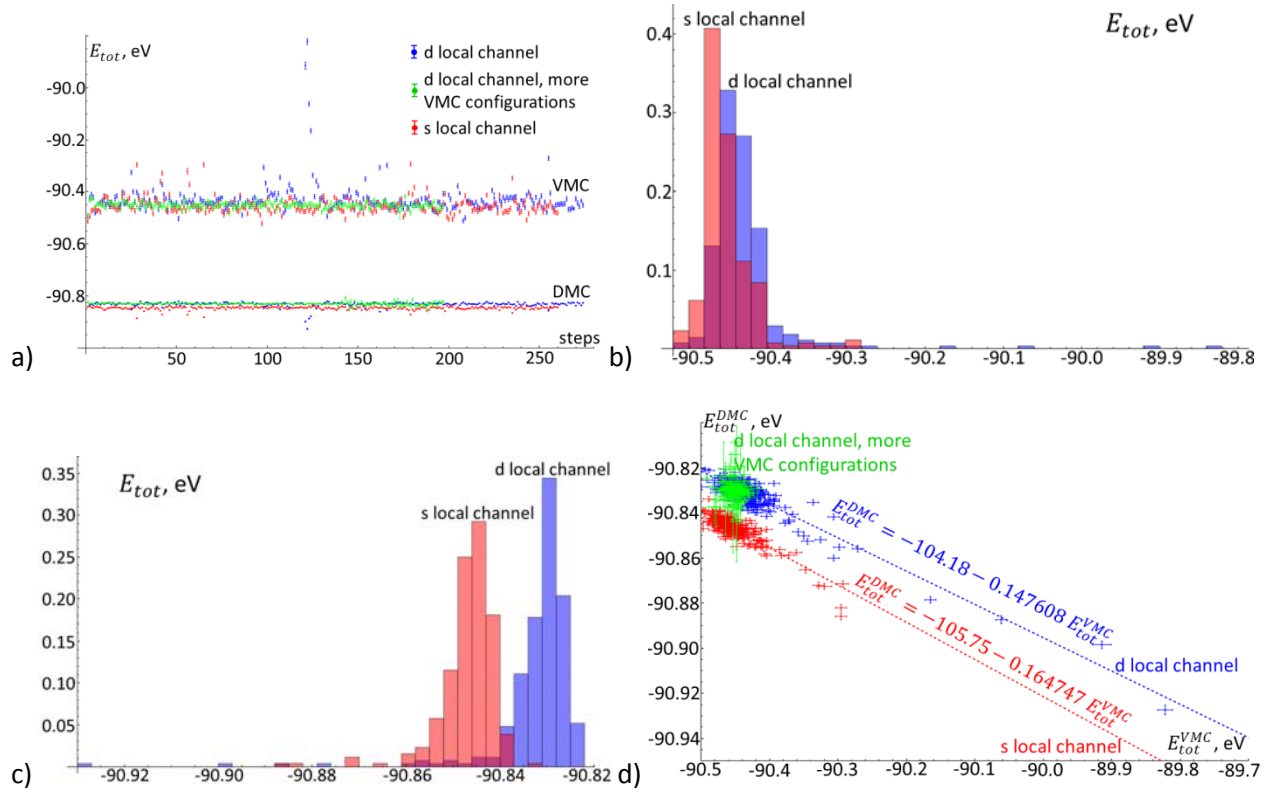 E_tot, eV
d local channel
d local channel, more
VMC configurations
s local channel
-90.0
-90.2
-90.4
-90.6
-90.8
VMC
DMC
steps
50
100
150
200
250
a)
s local channel
E_tot, eV
d local channel
0.4
0.3
0.2
0.1
-90.5
-90.4
-90.3
-90.2
-90.1
-90.0
-89.9
-89.8
b)
d local channel
E_tot, eV
s local channel
0.35
0.30
0.25
0.20
0.15
0.10
0.05
-90.92
-90.90
-90.88
-90.86
-90.84
-90.82
c)
E_tot^DMC, eV
d local channel, more
VMC configurations
-90.82
-90.84
-90.86
-90.88
-90.90
-90.92
-90.94
E_tot^DMC = −104.18 − 0.147608 E_tot^VMC
E_tot^DMC = −105.75 − 0.164747 E_tot^VMC
d local channel
E_tot^VMC, eV
s local channel
-90.5
-90.4
-90.3
-90.2
-90.1
-90.0
-89.9
-89.8
-89.7
d)